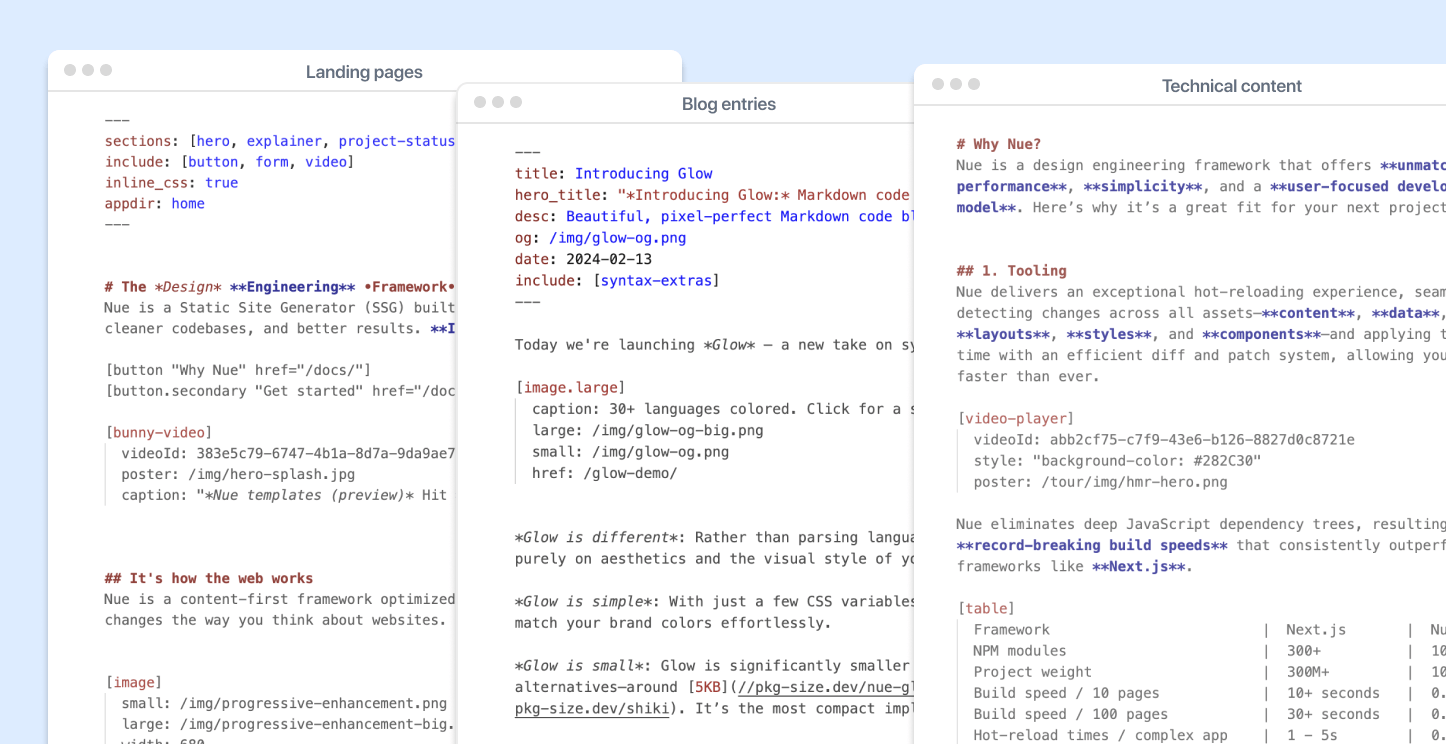 Landing pages
---
sections: [hero, explainer, project-status
include: [button, form, video]
inline_css: true
appdir: home
---
# The *Design* **Engineering** •Framework•
Nue is a Static Site Generator (SSG) built
cleaner codebases, and better results. **I
[button "Why Nue" href="/docs/"]
[button.secondary "Get started" href="/doc
[bunny-video]
videoId: 383e5c79-6747-4b1a-8d7a-9da9ae7
poster: /img/hero-splash.jpg
caption: "*Nue templates (preview)* Hit
## It's how the web works
Nue is a content-first framework optimized
changes the way you think about websites.
[image]
small: /img/progressive-enhancement.png
large: /img/progressive-enhancement-big.
width: 680
Blog entries
---
title: Introducing Glow
hero_title: "*Introducing Glow:* Markdown code
desc: Beautiful, pixel-perfect Markdown code bl
og: /img/glow-og.png
date: 2024-02-13
include: [syntax-extras]
---
Today we're launching *Glow* — a new take on sy
[image.large]
caption: 30+ languages colored. Click for a s
large: /img/glow-og-big.png
small: /img/glow-og.png
href: /glow-demo/
*Glow is different*: Rather than parsing langua
purely on aesthetics and the visual style of yo
*Glow is simple*: With just a few CSS variables
match your brand colors effortlessly.
*Glow is small*: Glow is significantly smaller
alternatives—around [5KB](//pkg-size.dev/nue-gl
pkg-size.dev/shiki). It’s the most compact impl
Technical content
# Why Nue?
Nue is a design engineering framework that offers **unmatc
performance**, **simplicity**, and a **user-focused develo
model**. Here’s why it’s a great fit for your next project
## 1. Tooling
Nue delivers an exceptional hot-reloading experience, seam
detecting changes across all assets—**content**, **data**,
**layouts**, **styles**, and **components**—and applying t
time with an efficient diff and patch system, allowing you
faster than ever.
[video-player]
videoId: abb2cf75-c7f9-43e6-b126-8827d0c8721e
style: "background-color: #282C30"
poster: /tour/img/hmr-hero.png
Nue eliminates deep JavaScript dependency trees, resulting
**record-breaking build speeds** that consistently outperf
frameworks like **Next.js**.
[table]
Framework | Next.js | Nu
NPM modules | 300+ | 10
Project weight | 300M+ | 10
Build speed / 10 pages | 10+ seconds | 0.
Build speed / 100 pages | 30+ seconds | 0.
Hot-reload times / complex app | 1 – 5s | 0.